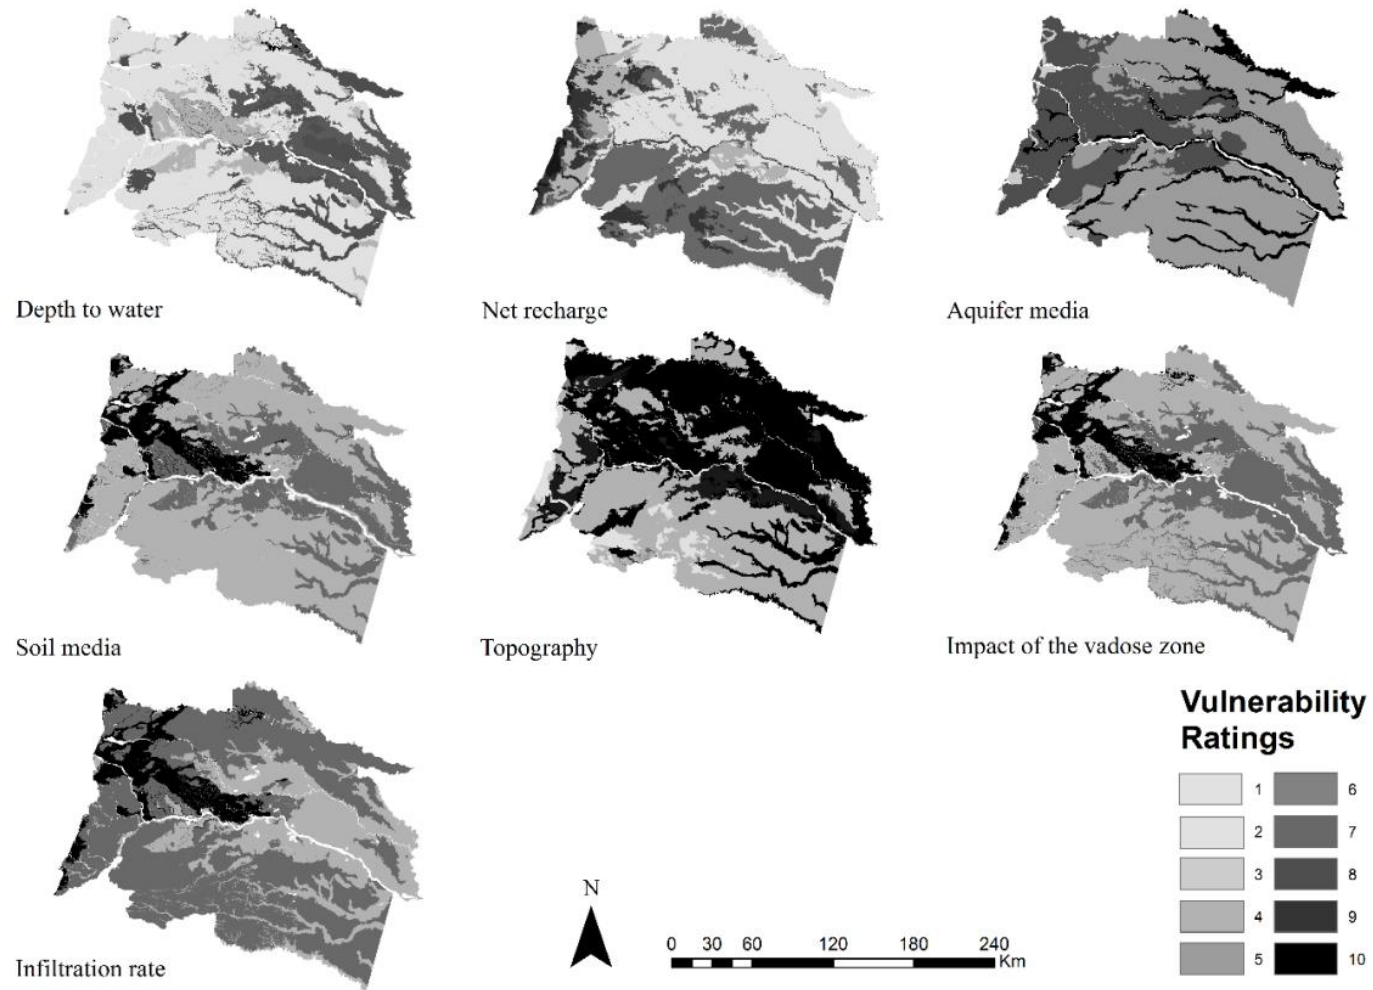 Depth to water
Net recharge
Aquifer media
Soil media
Topography
Impact of the vadose zone
Infiltration rate
N
0 30 60 120 180 240
Km
Vulnerability
Ratings
1 6
2 7
3 8
4 9
5 10